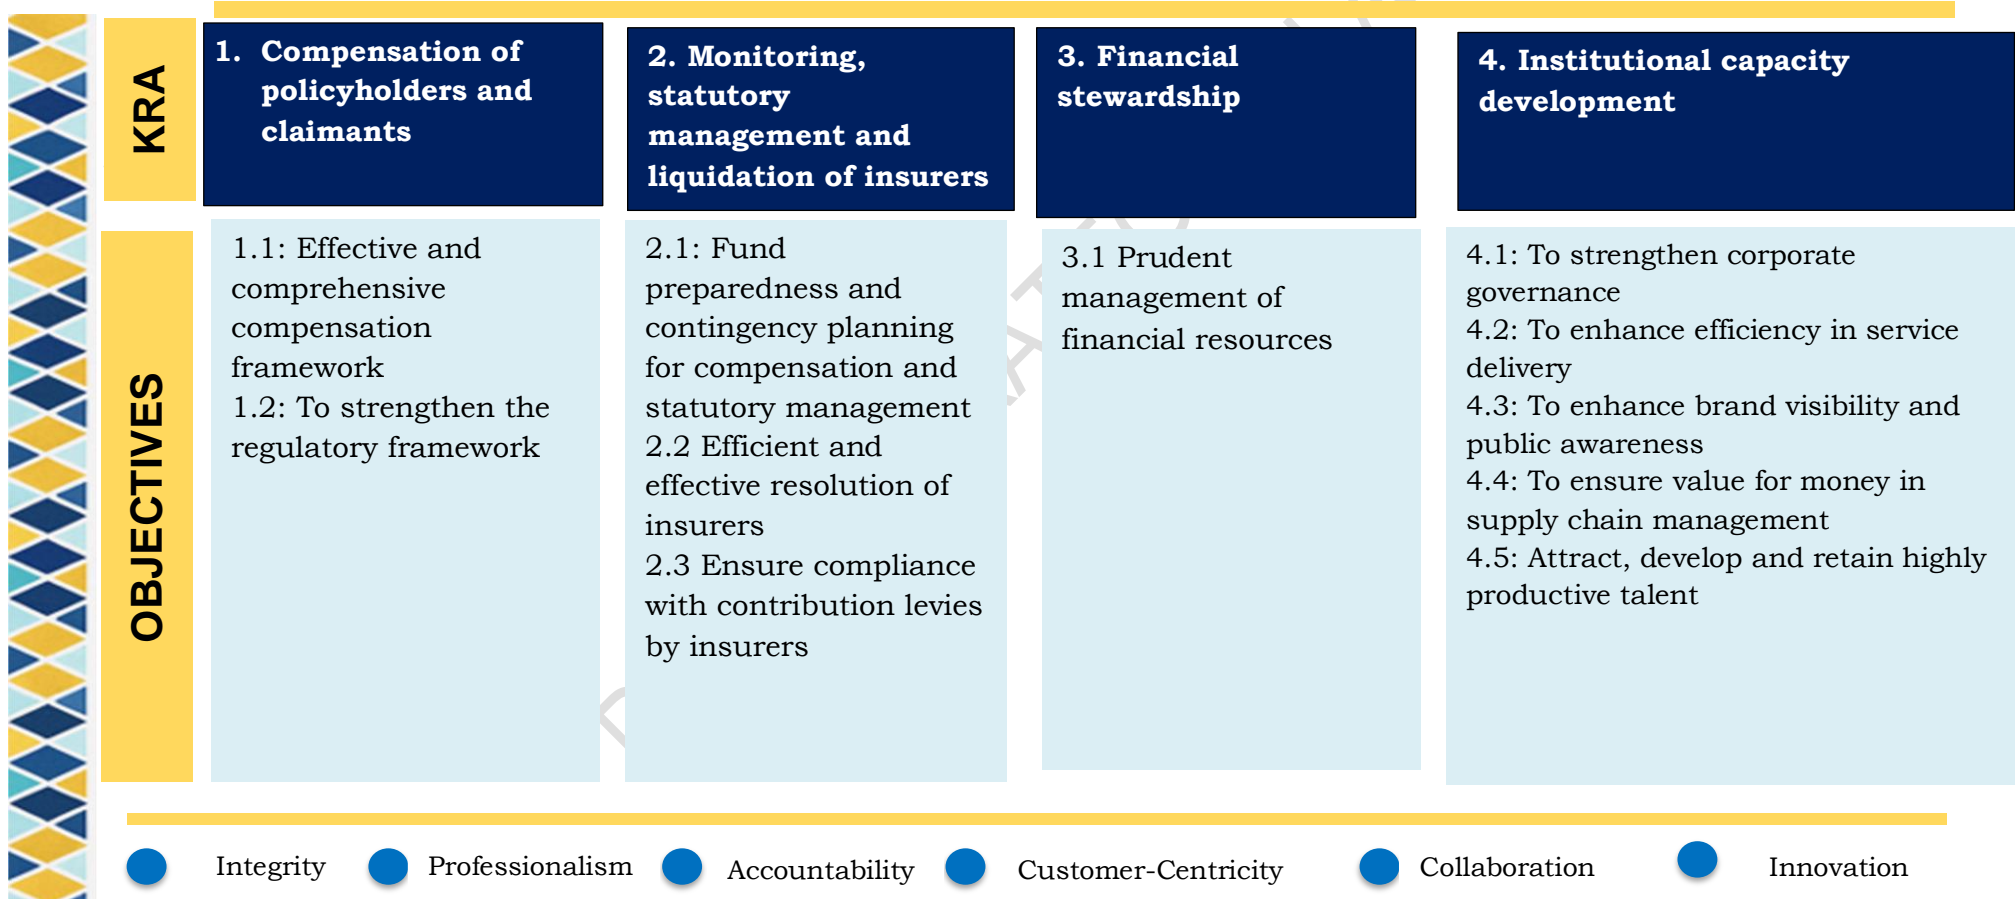 KRA
1. Compensation of
policyholders and
claimants
2. Monitoring,
statutory
management and
liquidation of insurers
3. Financial
stewardship
4. Institutional capacity
development
OBJECTIVES
1.1: Effective and
comprehensive
compensation
framework
1.2: To strengthen the
regulatory framework
2.1: Fund
preparedness and
contingency planning
for compensation and
statutory management
2.2 Efficient and
effective resolution of
insurers
2.3 Ensure compliance
with contribution levies
by insurers
3.1 Prudent
management of
financial resources
4.1: To strengthen corporate
governance
4.2: To enhance efficiency in service
delivery
4.3: To enhance brand visibility and
public awareness
4.4: To ensure value for money in
supply chain management
4.5: Attract, develop and retain highly
productive talent
Integrity
Professionalism
Accountability
Customer-Centricity
Collaboration
Innovation